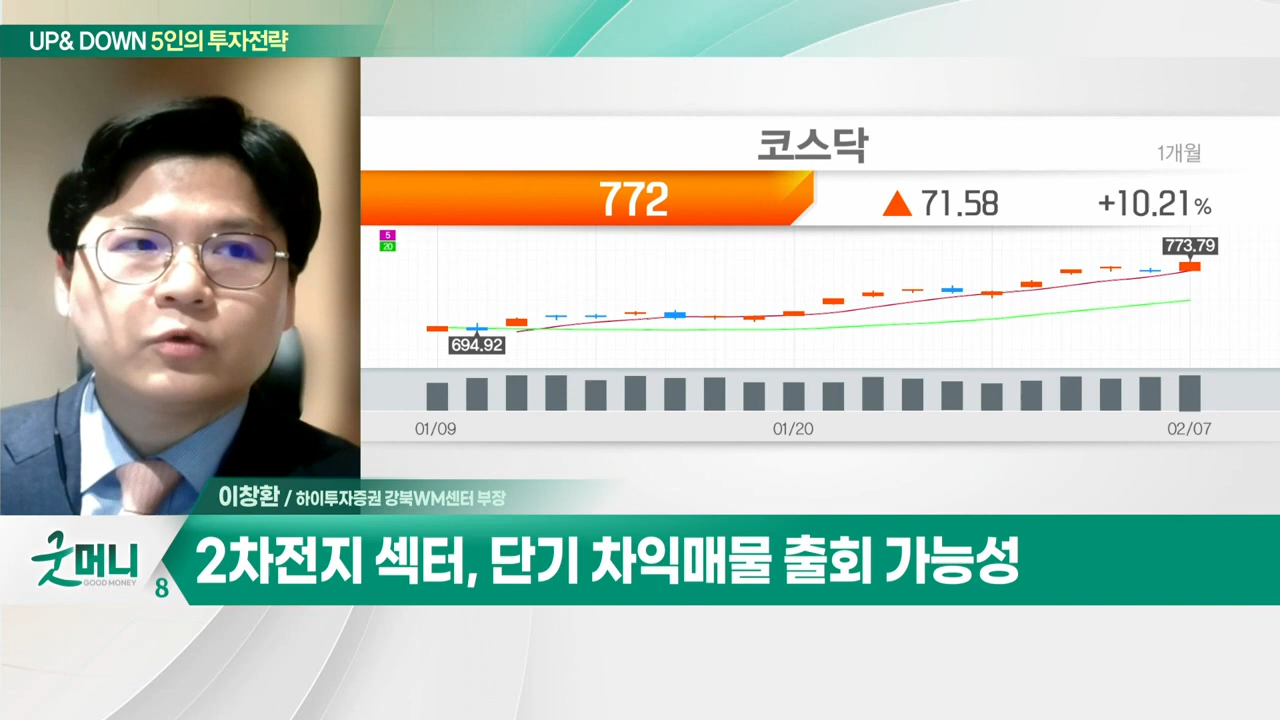 UP& DOWN 5인의 투자전략
코스닥
1개월
772
▲ 71.58
+10.21%
5
20
773.79
694.92
01/09
01/20
02/07
이창환 / 하이투자증권 강북WM센터 부장
굿머니
GOOD MONEY
8
2차전지 섹터, 단기 차익매물 출회 가능성